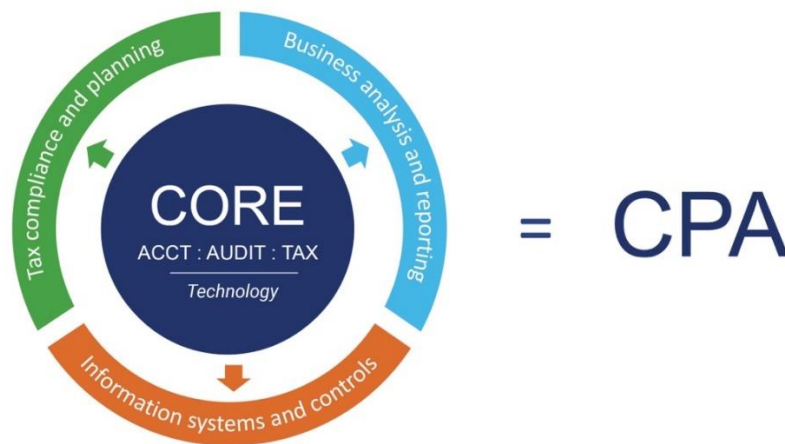 Tax compliance and planning
Business analysis and reporting
CORE
ACCT : AUDIT : TAX
Technology
Information systems and controls
= CPA